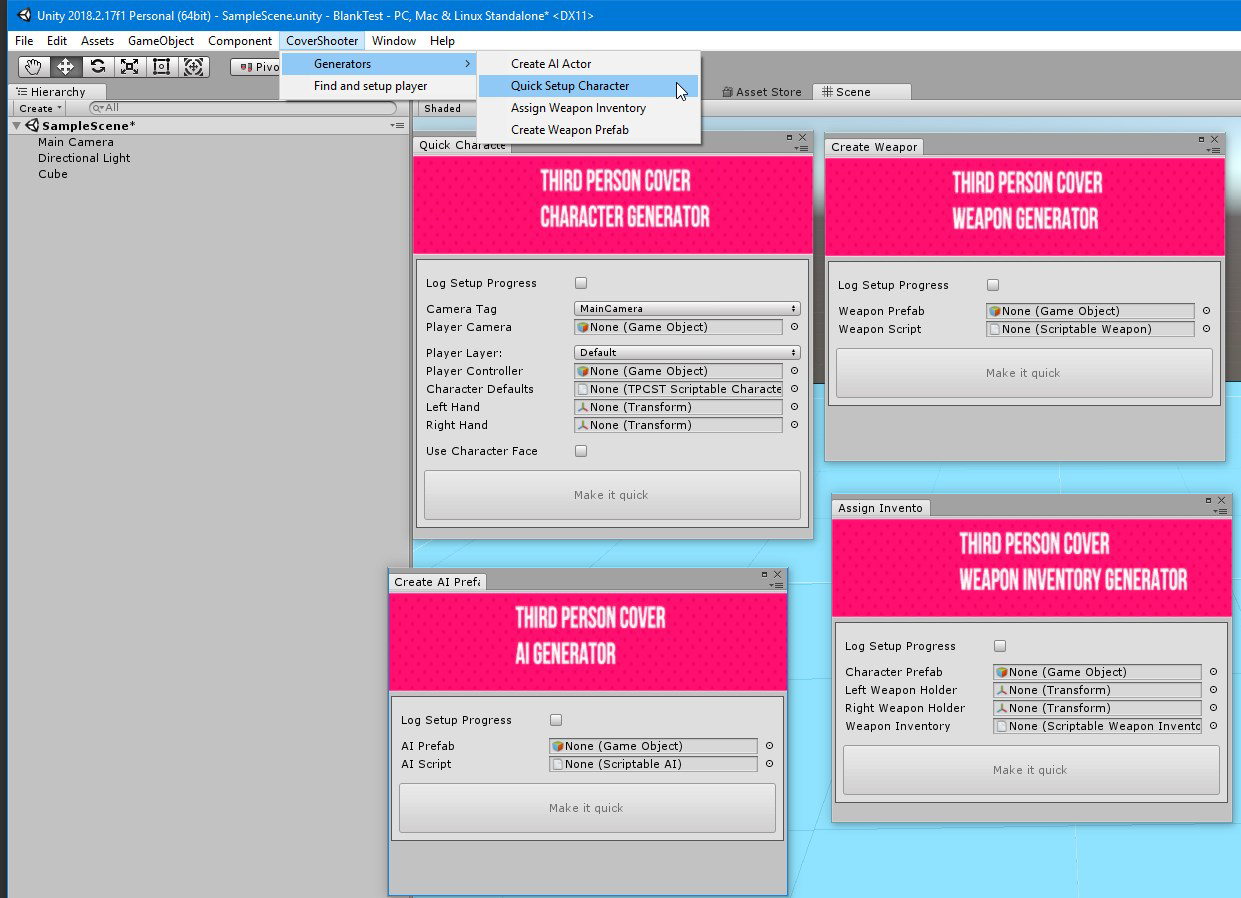 Unity 2018.2.17f1 Personal (64bit) - SampleScene.unity - BlankTest - PC, Mac & Linux Standalone* <DX11>
File Edit Assets GameObject Component CoverShooter Window Help
Generators
Find and setup player
Create AI Actor
Quick Setup Character
Assign Weapon Inventory
Create Weapon Prefab
Pivo
Hierarchy
Create
All
Shaded
Asset Store
Scene
SampleScene*
Main Camera
Directional Light
Cube
Quick Characte
THIRD PERSON COVER
CHARACTER GENERATOR
Log Setup Progress
Camera Tag MainCamera
Player Camera None (Game Object)
Player Layer: Default
Player Controller None (Game Object)
Character Defaults None (TPCST Scriptable Characte
Left Hand None (Transform)
Right Hand None (Transform)
Use Character Face
Make it quick
Create Weapor
THIRD PERSON COVER
WEAPON GENERATOR
Log Setup Progress
Weapon Prefab None (Game Object)
Weapon Script None (Scriptable Weapon)
Make it quick
Create AI Prefa
THIRD PERSON COVER
AI GENERATOR
Log Setup Progress
AI Prefab None (Game Object)
AI Script None (Scriptable AI)
Make it quick
Assign Invento
THIRD PERSON COVER
WEAPON INVENTORY GENERATOR
Log Setup Progress
Character Prefab None (Game Object)
Left Weapon Holder None (Transform)
Right Weapon Holder None (Transform)
Weapon Inventory None (Scriptable Weapon Invento
Make it quick